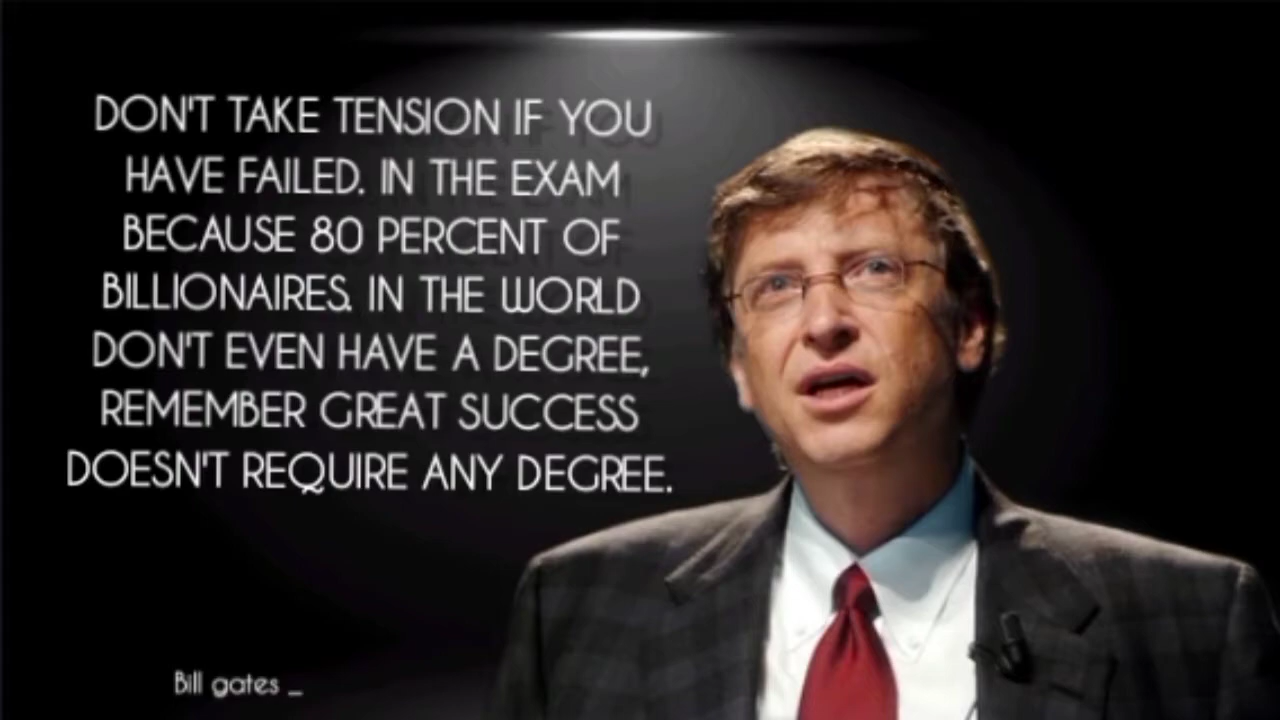 DON'T TAKE TENSION IF YOU
HAVE FAILED. IN THE EXAM
BECAUSE 80 PERCENT OF
BILLIONAIRES. IN THE WORLD
DON'T EVEN HAVE A DEGREE,
REMEMBER GREAT SUCCESS
DOESN'T REQUIRE ANY DEGREE.
Bill gates _